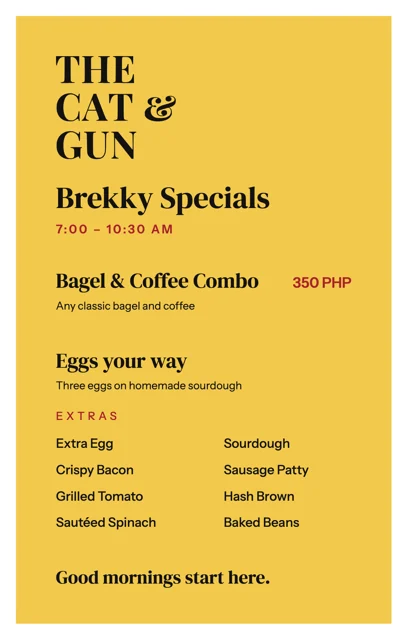 THE
CAT &
GUN
Brekky Specials
7:00 – 10:30 AM
Bagel & Coffee Combo 350 PHP
Any classic bagel and coffee
Eggs your way
Three eggs on homemade sourdough
EXTRAS
Extra Egg Sourdough
Crispy Bacon Sausage Patty
Grilled Tomato Hash Brown
Sautéed Spinach Baked Beans
Good mornings start here.